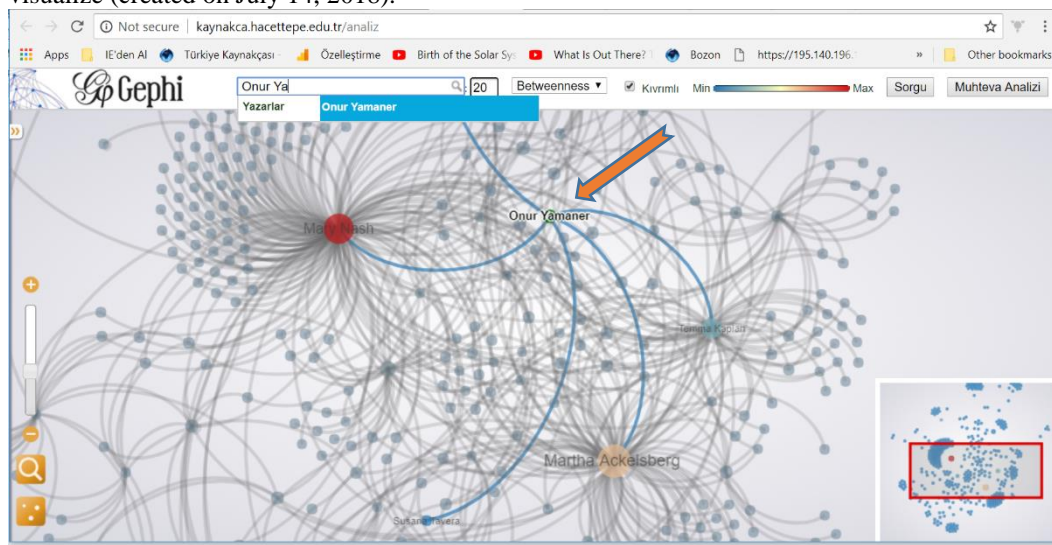 visualize (created on July 14, 2018).
Not secure | kaynakca.hacettepe.edu.tr/analiz
Apps IE'den Al Türkiye Kaynakçası - Özelleştirme Birth of the Solar Sys What Is Out There? Bozon https://195.140.196. » Other bookmarks
Gephi Onur Ya 20 Betweenness ▼ Kıvrımlı Min Max Sorgu Muhteva Analizi
Yazarlar Onur Yamaner
Onur Yamaner
Mary Nash
Temma Kaplan
Martha Ackelsberg
Susana Tavera